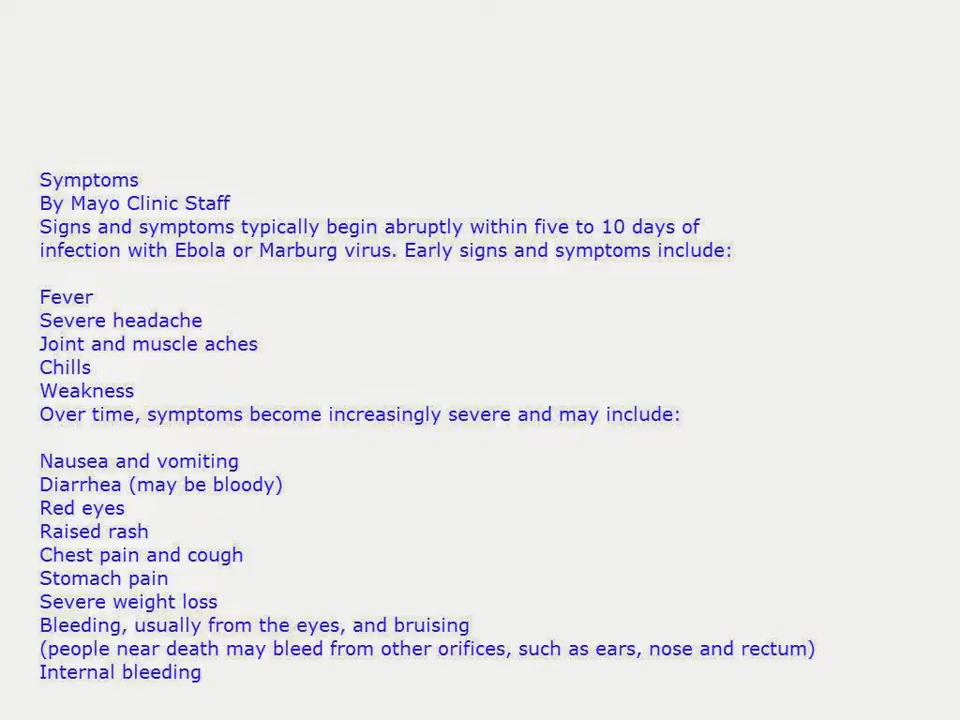 Symptoms
By Mayo Clinic Staff
Signs and symptoms typically begin abruptly within five to 10 days of
infection with Ebola or Marburg virus. Early signs and symptoms include:
Fever
Severe headache
Joint and muscle aches
Chills
Weakness
Over time, symptoms become increasingly severe and may include:
Nausea and vomiting
Diarrhea (may be bloody)
Red eyes
Raised rash
Chest pain and cough
Stomach pain
Severe weight loss
Bleeding, usually from the eyes, and bruising
(people near death may bleed from other orifices, such as ears, nose and rectum)
Internal bleeding